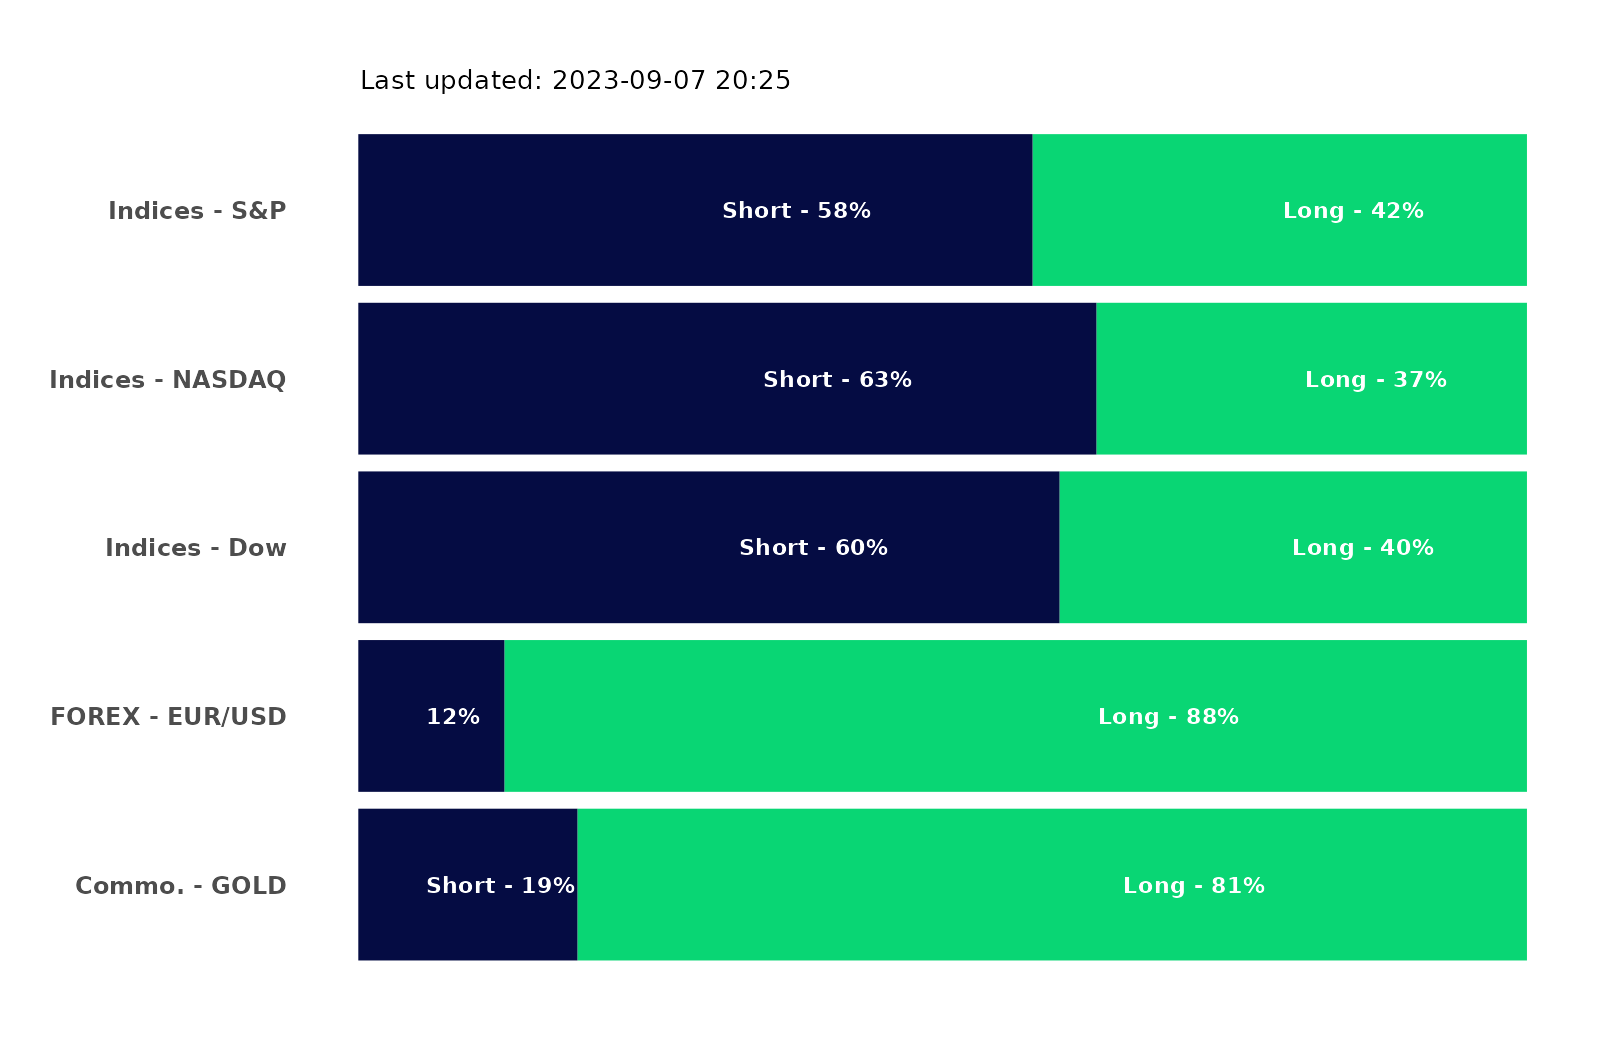 Last updated: 2023-09-07 20:25
Indices - S&P Short - 58% Long - 42%
Indices - NASDAQ Short - 63% Long - 37%
Indices - Dow Short - 60% Long - 40%
FOREX - EUR/USD 12% Long - 88%
Commo. - GOLD Short - 19% Long - 81%